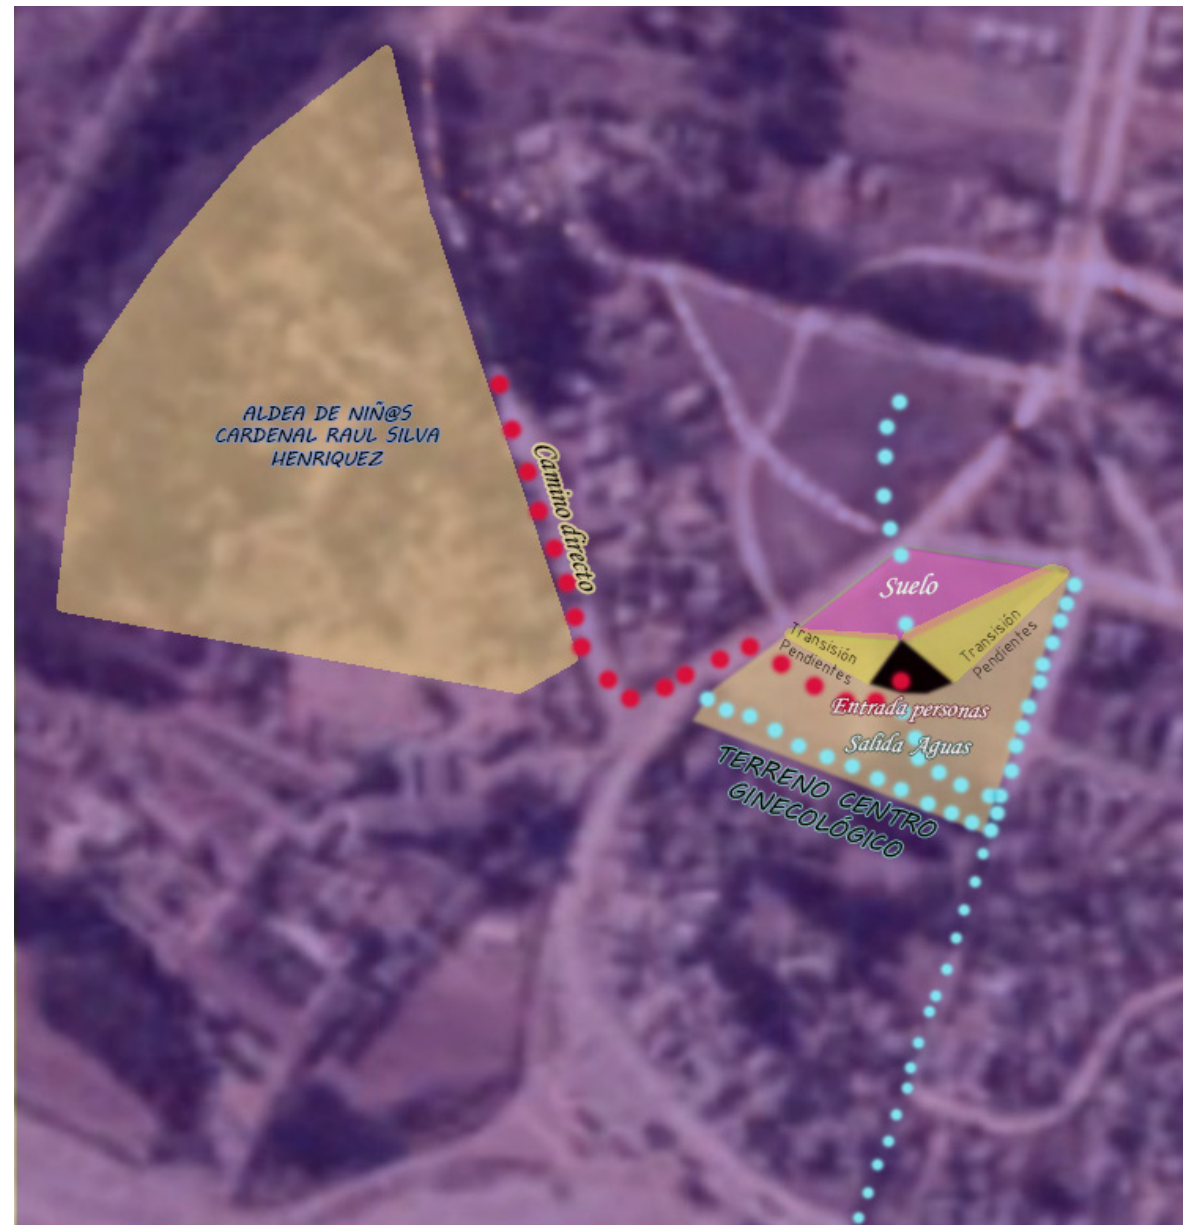 ALDEA DE NIÑ@S
CARDENAL RAUL SILVA
HENRIQUEZ
Camino directo
Suelo
Transisión
Pendientes
Transisión
Pendientes
Entrada personas
Salida Aguas
TERRENO CENTRO
GINECOLÓGICO